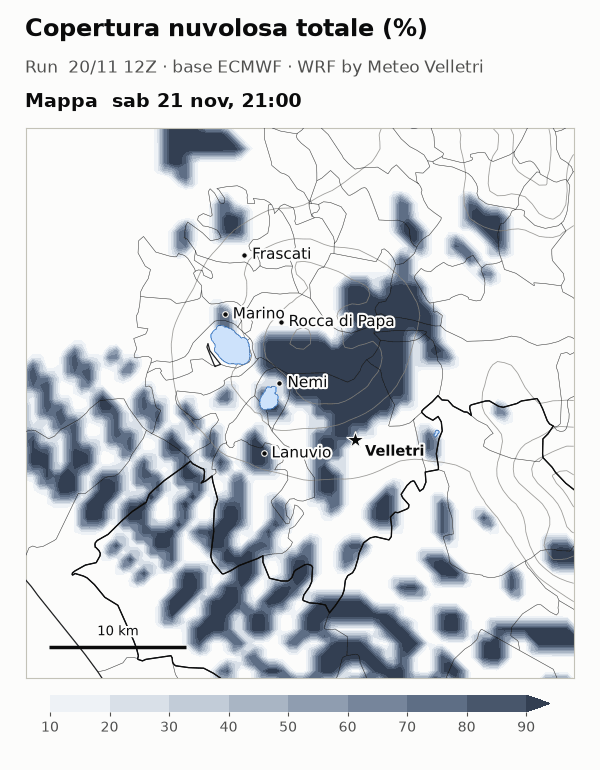 Copertura nuvolosa totale (%)
Run  20/11 12Z · base ECMWF · WRF by Meteo Velletri
Mappa  sab 21 nov, 21:00
Frascati
Marino
Rocca di Papa
Nemi
Velletri
Lanuvio
10 km
10 20 30 40 50 60 70 80 90